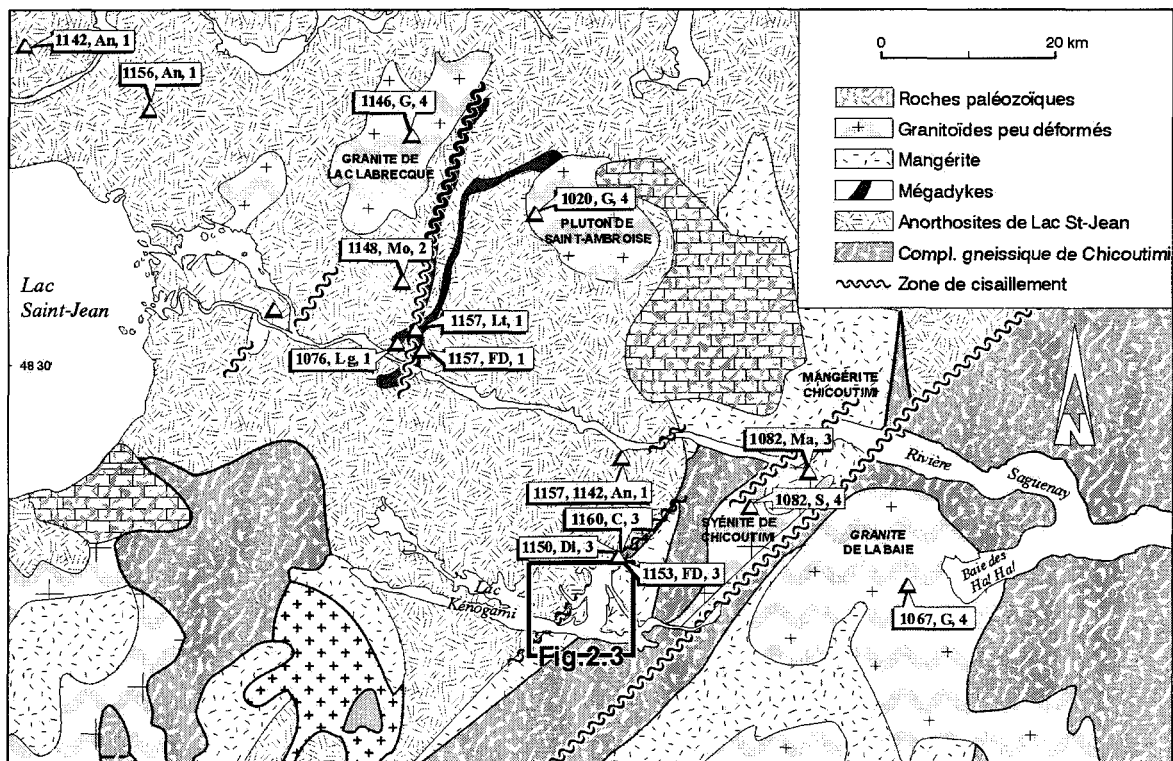 1142, An, 1
1156, An, 1
1146, G, 4
GRANITE DE
LAC LABRECQUE
1020, G, 4
PLUTON DE
SAINT-AMBROISE
1148, Mo, 2
Lac
Saint-Jean
1157, Lt, 1
1076, Lg, 1
1157, FD, 1
48 30'
0 20 km
Roches paléozoïques
Granitoïdes peu déformés
Mangérite
Mégadykes
Anorthosites de Lac St-Jean
Compl. gneissique de Chicoutimi
Zone de cisaillement
N
MANGÉRITE
CHICOUTIMI
1082, Ma, 3
Rivière
Saguenay
1157, 1142, An, 1
1082, S, 4
1160, C, 3
SYÉNITE DE
CHICOUTIMI
1150, DI, 3
GRANITE
DE LA BAIE
Baie des
Ha! Ha!
1153, FD, 3
Lac
Kénogami
1067, G, 4
Fig.2.3